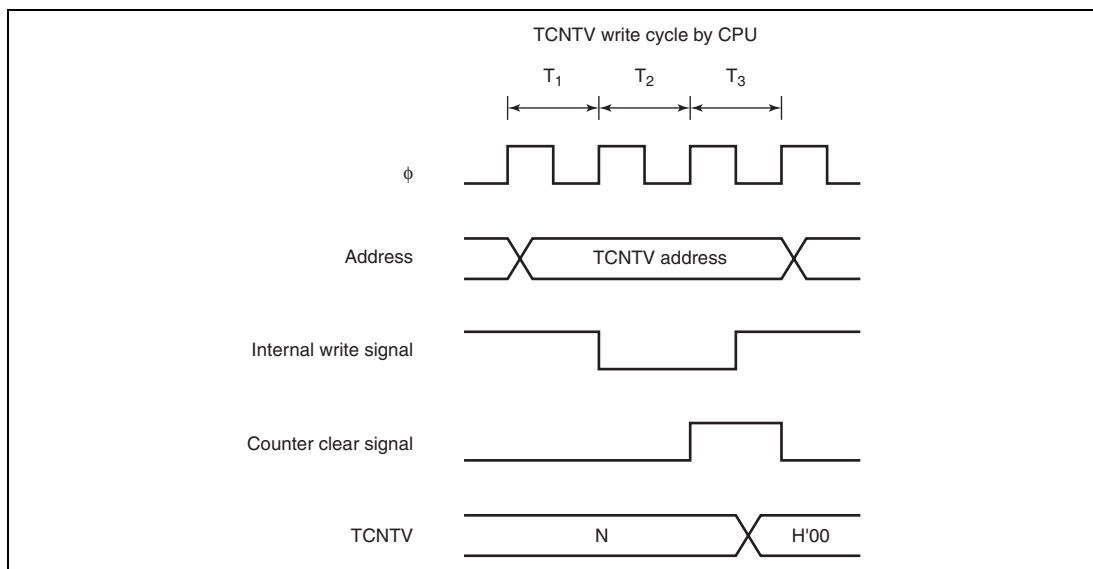 TCNTV write cycle by CPU
T1 T2 T3
φ
Address TCNTV address
Internal write signal
Counter clear signal
TCNTV N H'00